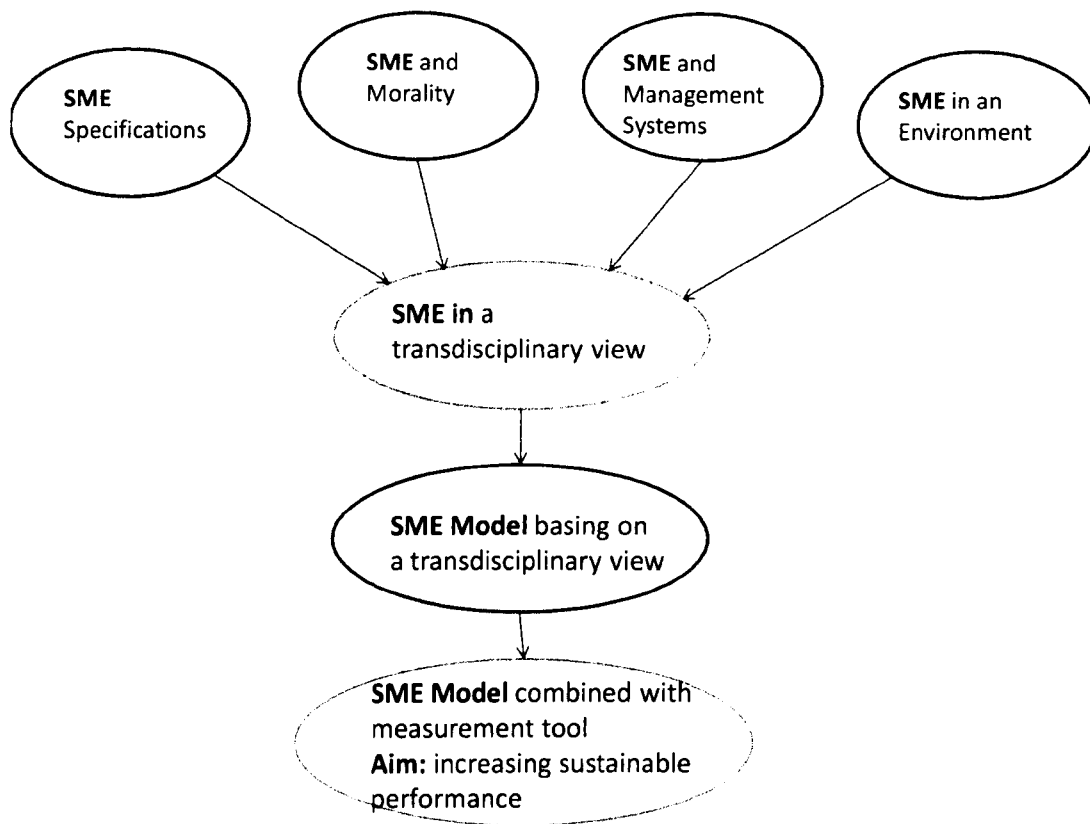 SME
Specifications
SME and
Morality
SME and
Management
Systems
SME in an
Environment
SME in a
transdisciplinary view
SME Model basing on
a transdisciplinary view
SME Model combined with
measurement tool
Aim: increasing sustainable
performance